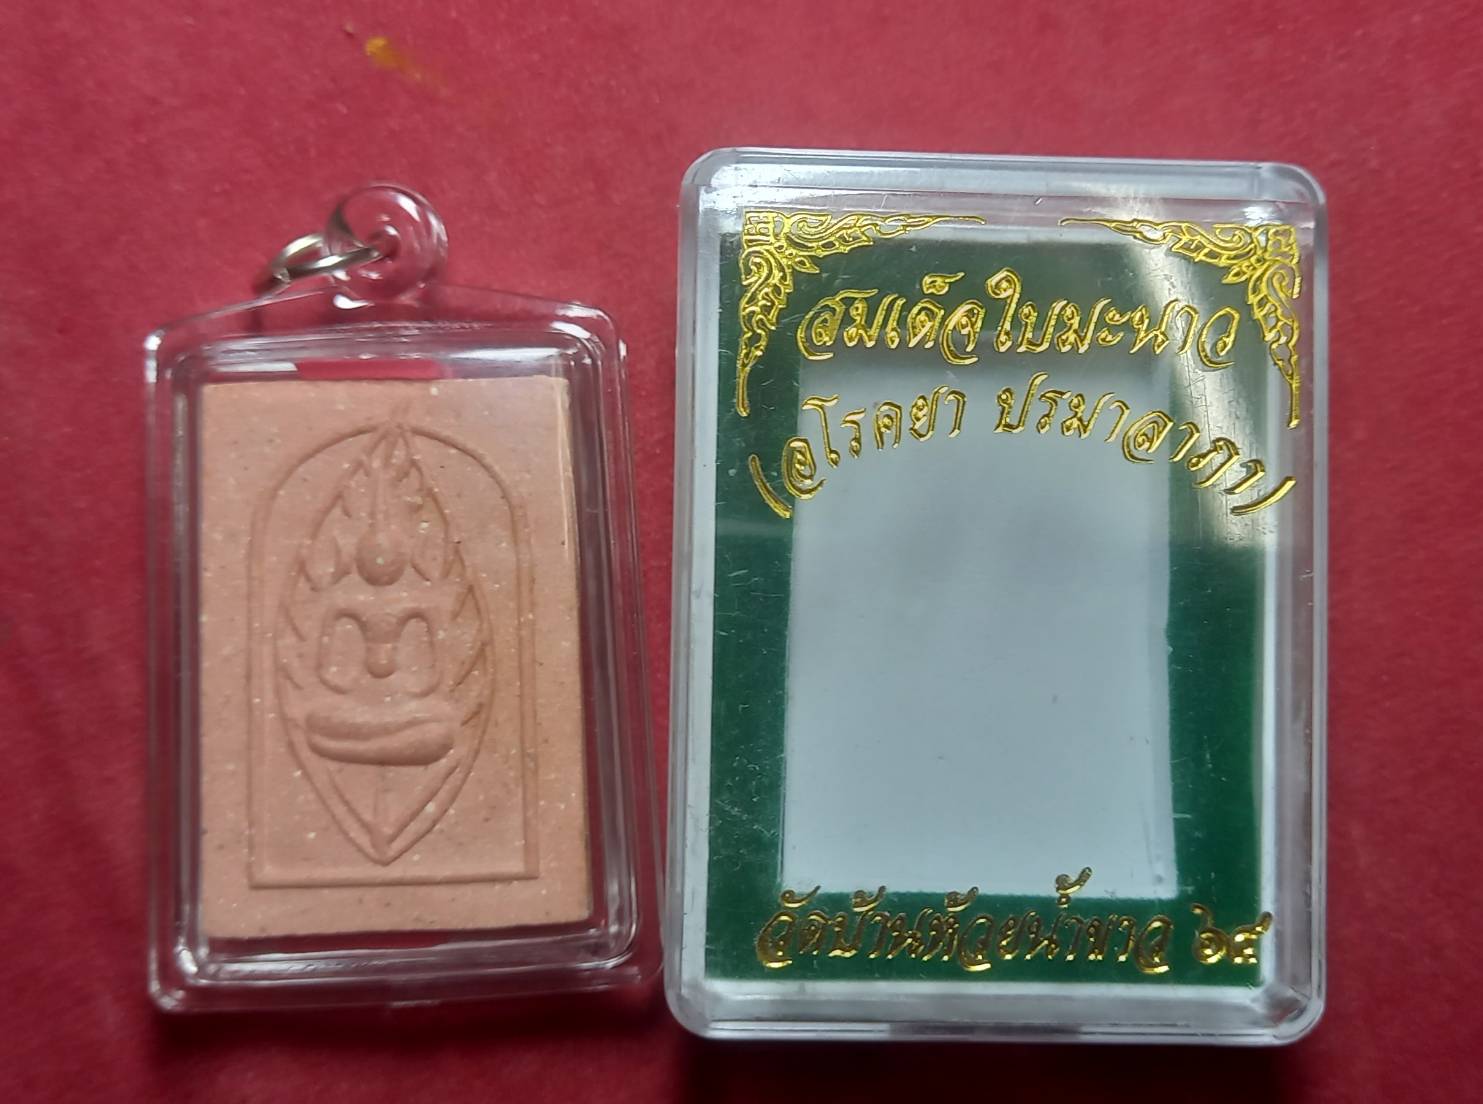 สมเด็จใบมะนาว
(อโรคยา ปรมาลาภา)
วัดบ้านห้วยน้ำขาว ๖๕